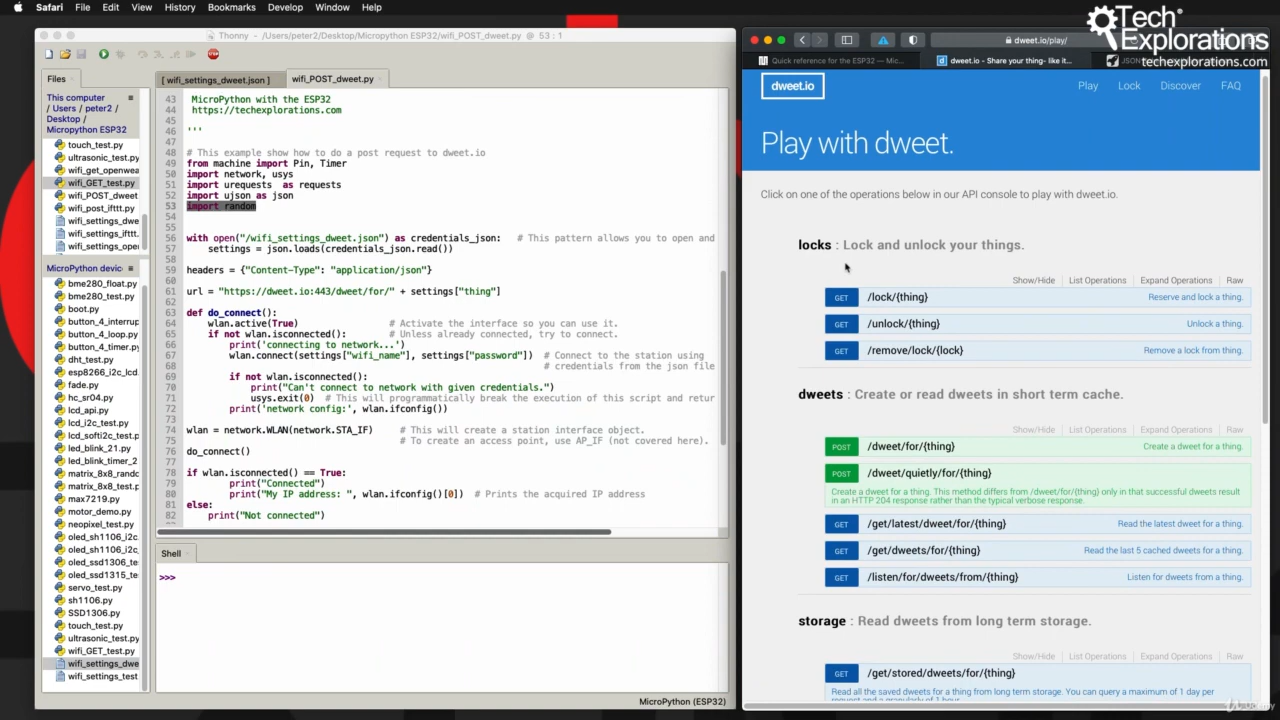 Safari File Edit View History Bookmarks Develop Window Help
Tech Explorations
techexplorations.com
Thonny - /Users/peter2/Desktop/Micropython ESP32/wifi_POST_dweet.py @ 53 : 1
dweet.io/play/
Quick reference for the ESP32 — Mic...
dweet.io - Share your thing- like it...
Files
This computer
/ Users / peter2 /
Desktop /
Micropython ESP32
touch_test.py
ultrasonic_test.py
wifi_get_openwea
wifi_GET_test.py
wifi_POST_dweet
wifi_post_ifttt.py
wifi_settings_dwe
wifi_settings_ifttt.
wifi_settings_ope
MicroPython devic
bme280_float.py
bme280_test.py
boot.py
button_4_interrup
button_4_loop.py
button_4_timer.py
dht_test.py
esp8266_i2c_lcd.
fade.py
hc_sr04.py
lcd_api.py
lcd_i2c_test.py
lcd_softi2c_test.p
led_blink_21.py
led_blink_timer_2
matrix_8x8_rando
matrix_8x8_test.p
max7219.py
motor_demo.py
neopixel_test.py
oled_sh1106_i2c
oled_sh1106_i2c_
oled_ssd1306_te
oled_ssd1315_tes
servo_test.py
sh1106.py
SSD1306.py
touch_test.py
ultrasonic_test.py
wifi_GET_test.py
wifi_settings_dwe
wifi_settings_test
[ wifi_settings_dweet.json ]
wifi_POST_dweet.py
43 MicroPython with the ESP32
44 https://techexplorations.com
45
46 '''
47
48 # This example show how to do a post request to dweet.io
49 from machine import Pin, Timer
50 import network, usys
51 import urequests as requests
52 import ujson as json
53 import random
54
55
56 with open("/wifi_settings_dweet.json") as credentials_json: # This pattern allows you to open and
57 settings = json.loads(credentials_json.read())
58
59 headers = {"Content-Type": "application/json"}
60
61 url = "https://dweet.io:443/dweet/for/" + settings["thing"]
62
63 def do_connect():
64 wlan.active(True) # Activate the interface so you can use it.
65 if not wlan.isconnected(): # Unless already connected, try to connect.
66 print('connecting to network...')
67 wlan.connect(settings["wifi_name"], settings["password"]) # Connect to the station using
68 # credentials from the json file
69 if not wlan.isconnected():
70 print("Can't connect to network with given credentials.")
71 usys.exit(0) # This will programmatically break the execution of this script and retur
72 print('network config:', wlan.ifconfig())
73
74 wlan = network.WLAN(network.STA_IF) # This will create a station interface object.
75 # To create an access point, use AP_IF (not covered here).
76 do_connect()
77
78 if wlan.isconnected() == True:
79 print("Connected")
80 print("My IP address: ", wlan.ifconfig()[0]) # Prints the acquired IP address
81 else:
82 print("Not connected")
Shell
>>>
MicroPython (ESP32)
dweet.io
Play Lock Discover FAQ
Play with dweet.
Click on one of the operations below in our API console to play with dweet.io.
locks : Lock and unlock your things.
Show/Hide List Operations Expand Operations Raw
GET /lock/{thing} Reserve and lock a thing.
GET /unlock/{thing} Unlock a thing.
GET /remove/lock/{lock} Remove a lock from thing.
dweets : Create or read dweets in short term cache.
Show/Hide List Operations Expand Operations Raw
POST /dweet/for/{thing} Create a dweet for a thing.
POST /dweet/quietly/for/{thing}
Create a dweet for a thing. This method differs from /dweet/for/{thing} only in that successful dweets result
in an HTTP 204 response rather than the typical verbose response.
GET /get/latest/dweet/for/{thing} Read the latest dweet for a thing.
GET /get/dweets/for/{thing} Read the last 5 cached dweets for a thing.
GET /listen/for/dweets/from/{thing} Listen for dweets from a thing.
storage : Read dweets from long term storage.
Show/Hide List Operations Expand Operations Raw
GET /get/stored/dweets/for/{thing}
Read all the saved dweets for a thing from long term storage. You can query a maximum of 1 day per